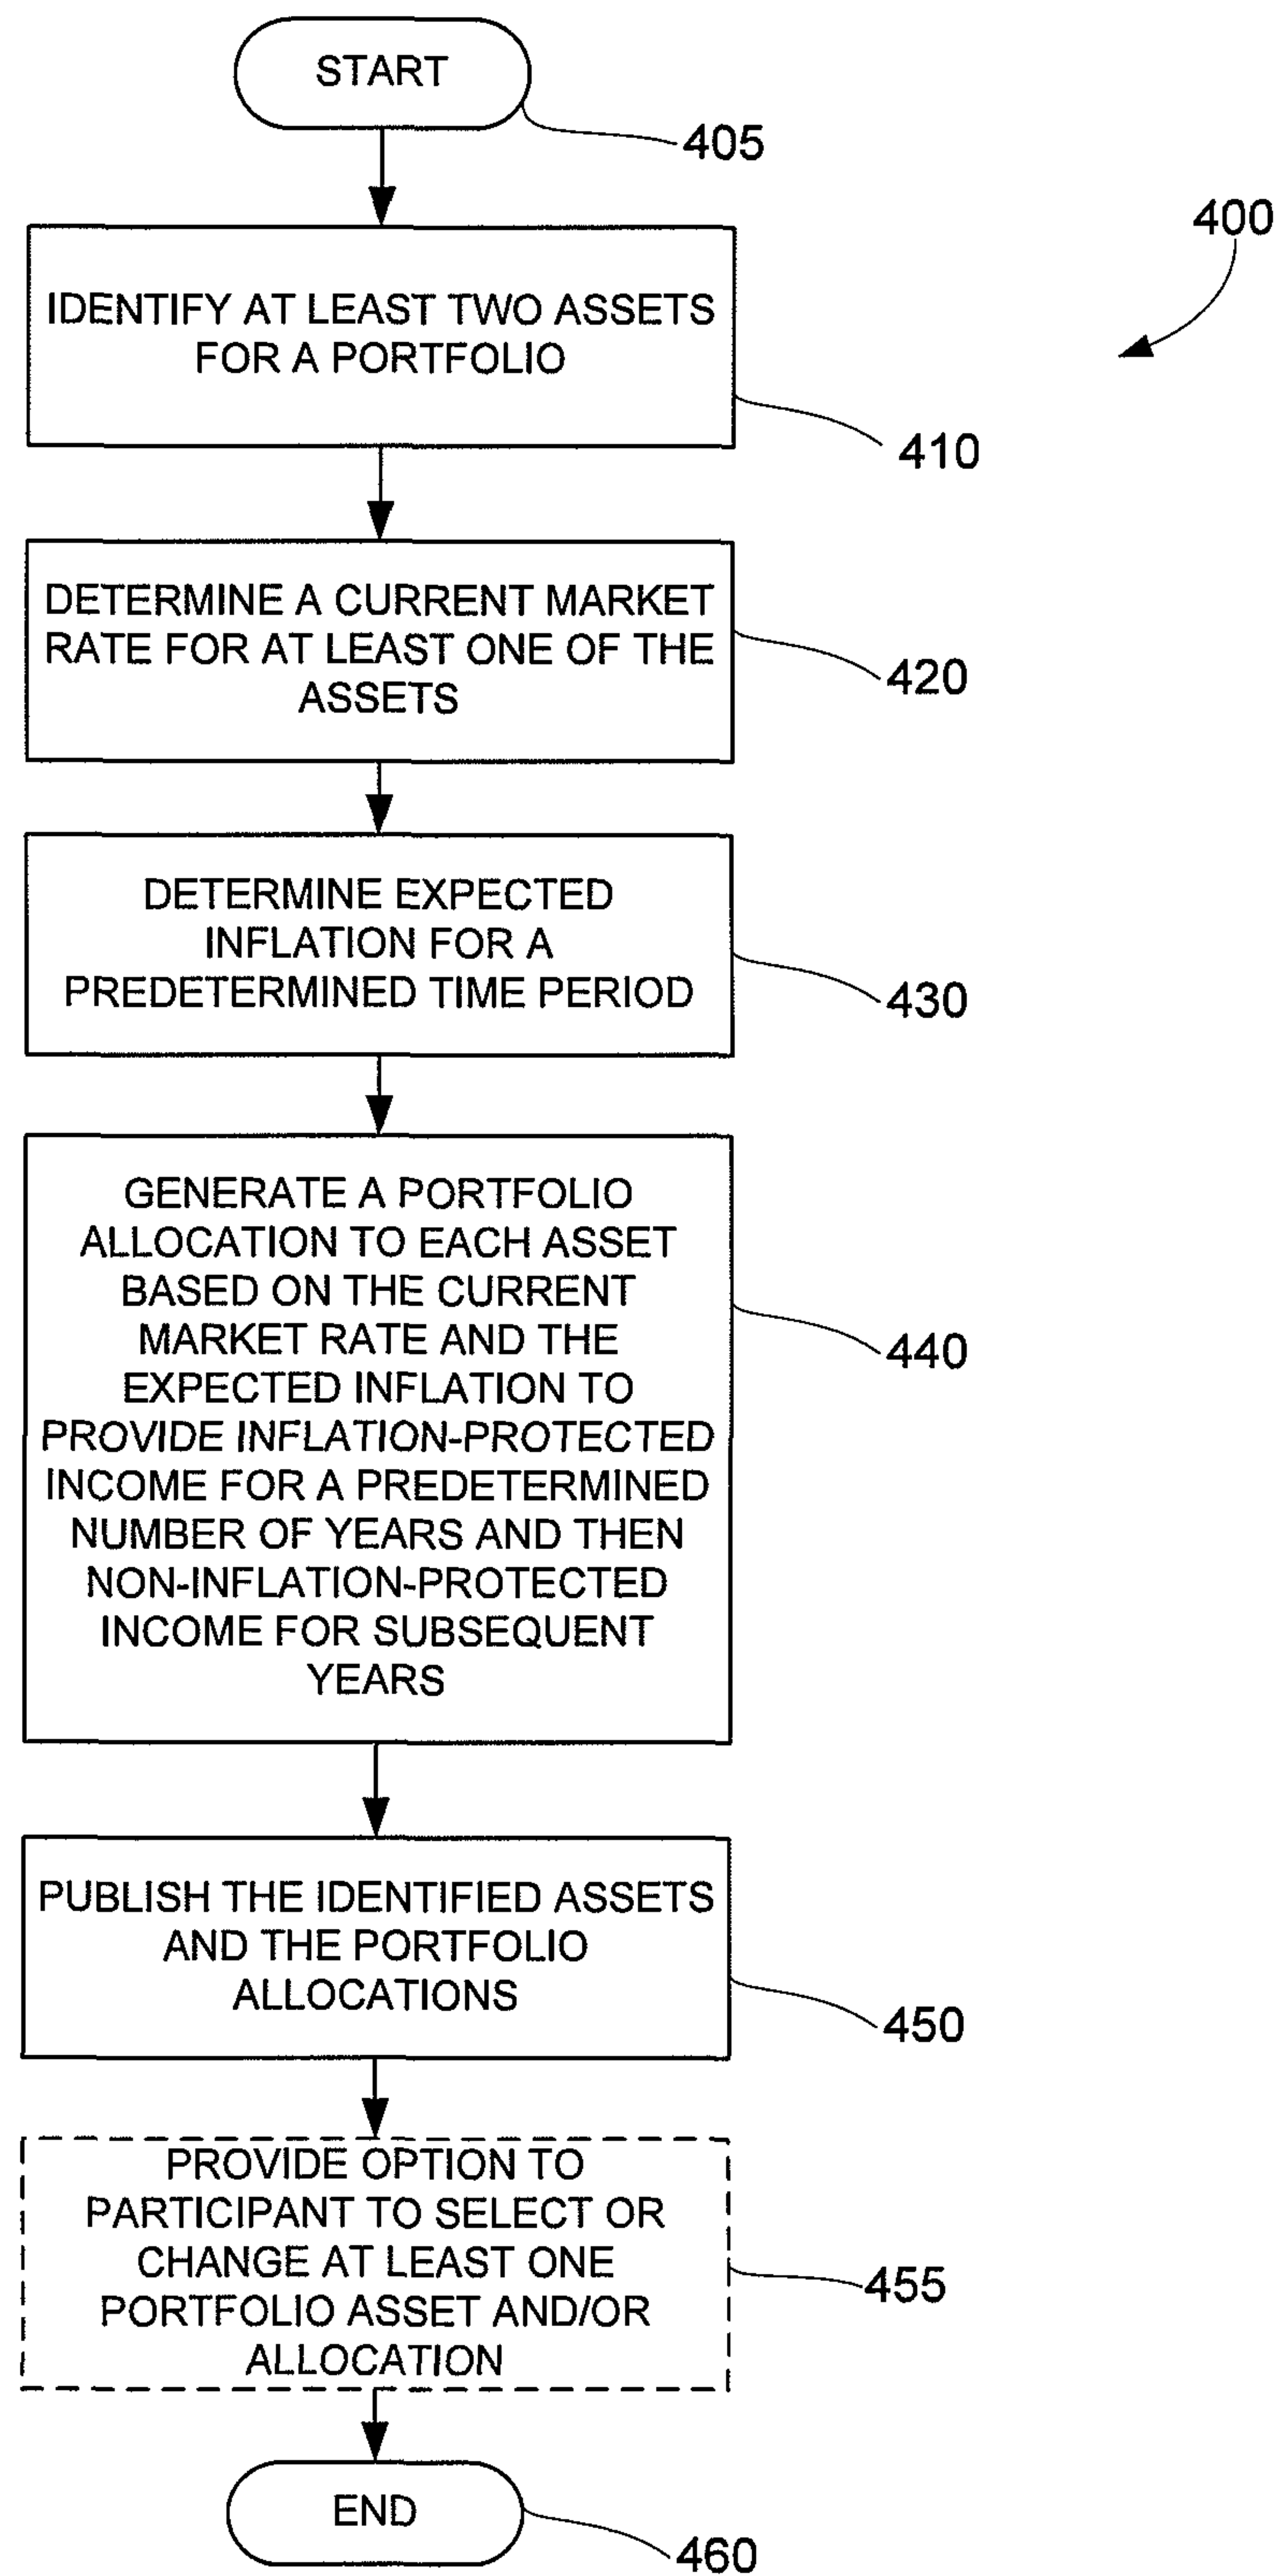 START
405
400
IDENTIFY AT LEAST TWO ASSETS
FOR A PORTFOLIO
410
DETERMINE A CURRENT MARKET
RATE FOR AT LEAST ONE OF THE
ASSETS
420
DETERMINE EXPECTED
INFLATION FOR A
PREDETERMINED TIME PERIOD
430
GENERATE A PORTFOLIO
ALLOCATION TO EACH ASSET
BASED ON THE CURRENT
MARKET RATE AND THE
EXPECTED INFLATION TO
PROVIDE INFLATION-PROTECTED
INCOME FOR A PREDETERMINED
NUMBER OF YEARS AND THEN
NON-INFLATION-PROTECTED
INCOME FOR SUBSEQUENT
YEARS
440
PUBLISH THE IDENTIFIED ASSETS
AND THE PORTFOLIO
ALLOCATIONS
450
PROVIDE OPTION TO
PARTICIPANT TO SELECT OR
CHANGE AT LEAST ONE
PORTFOLIO ASSET AND/OR
ALLOCATION
455
END
460